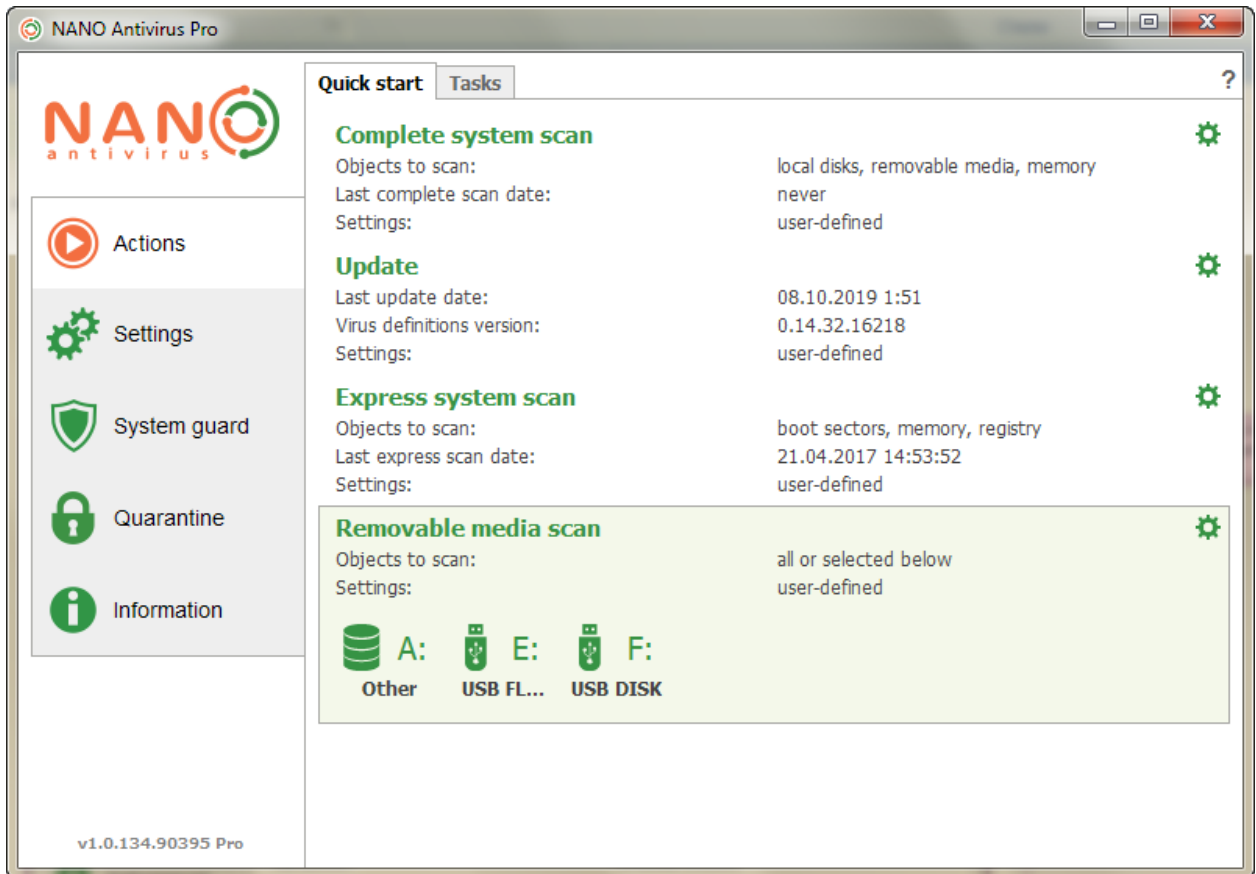 NANO Antivirus Pro
NANO
antivirus
Actions
Settings
System guard
Quarantine
Information
v1.0.134.90395 Pro
Quick start Tasks ?
Complete system scan
Objects to scan: local disks, removable media, memory
Last complete scan date: never
Settings: user-defined
Update
Last update date: 08.10.2019 1:51
Virus definitions version: 0.14.32.16218
Settings: user-defined
Express system scan
Objects to scan: boot sectors, memory, registry
Last express scan date: 21.04.2017 14:53:52
Settings: user-defined
Removable media scan
Objects to scan: all or selected below
Settings: user-defined
A: E: F:
Other USB FL... USB DISK